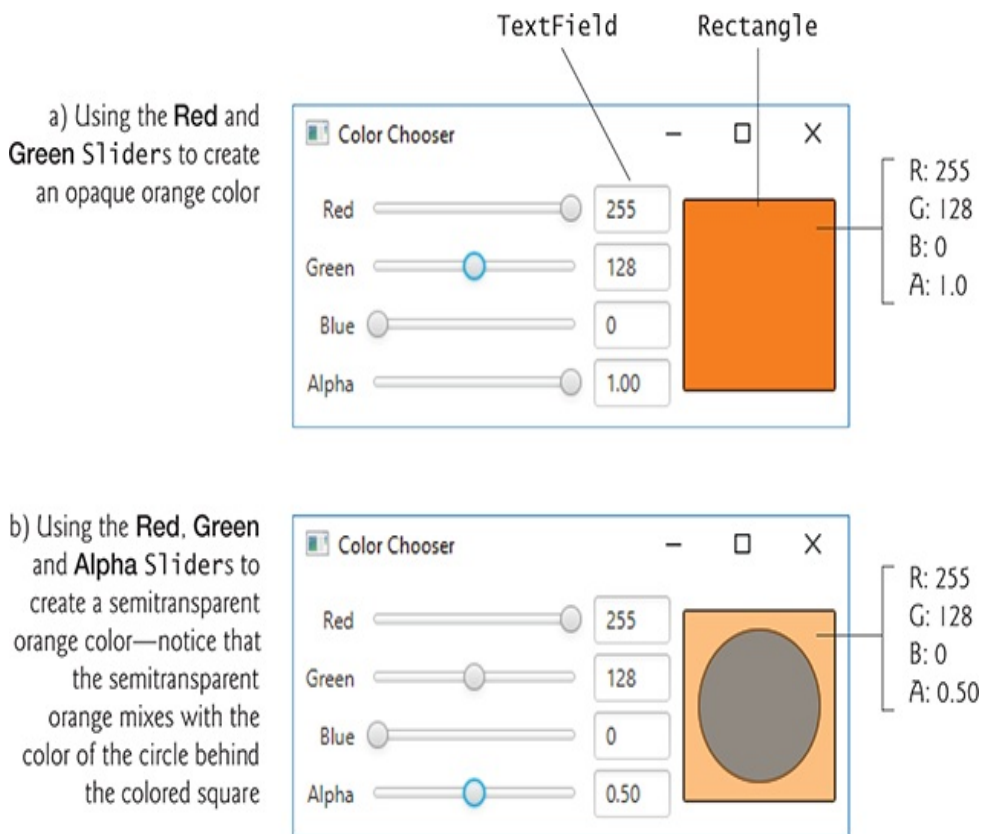 TextField Rectangle
a) Using the Red and
Green Sliders to create
an opaque orange color
Color Chooser
Red 255
Green 128
Blue 0
Alpha 1.00
R: 255
G: 128
B: 0
A: 1.0
b) Using the Red, Green
and Alpha Sliders to
create a semitransparent
orange color—notice that
the semitransparent
orange mixes with the
color of the circle behind
the colored square
Color Chooser
Red 255
Green 128
Blue 0
Alpha 0.50
R: 255
G: 128
B: 0
A: 0.50